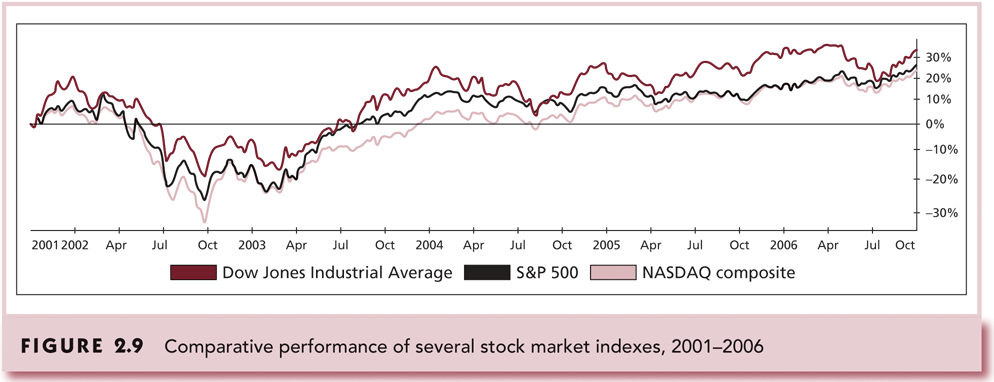 30%
20%
10%
0%
–10%
–20%
–30%
2001 2002 Apr Jul Oct 2003 Apr Jul Oct 2004 Apr Jul Oct 2005 Apr Jul Oct 2006 Apr Jul Oct
Dow Jones Industrial Average S&P 500 NASDAQ composite
FIGURE 2.9 Comparative performance of several stock market indexes, 2001–2006